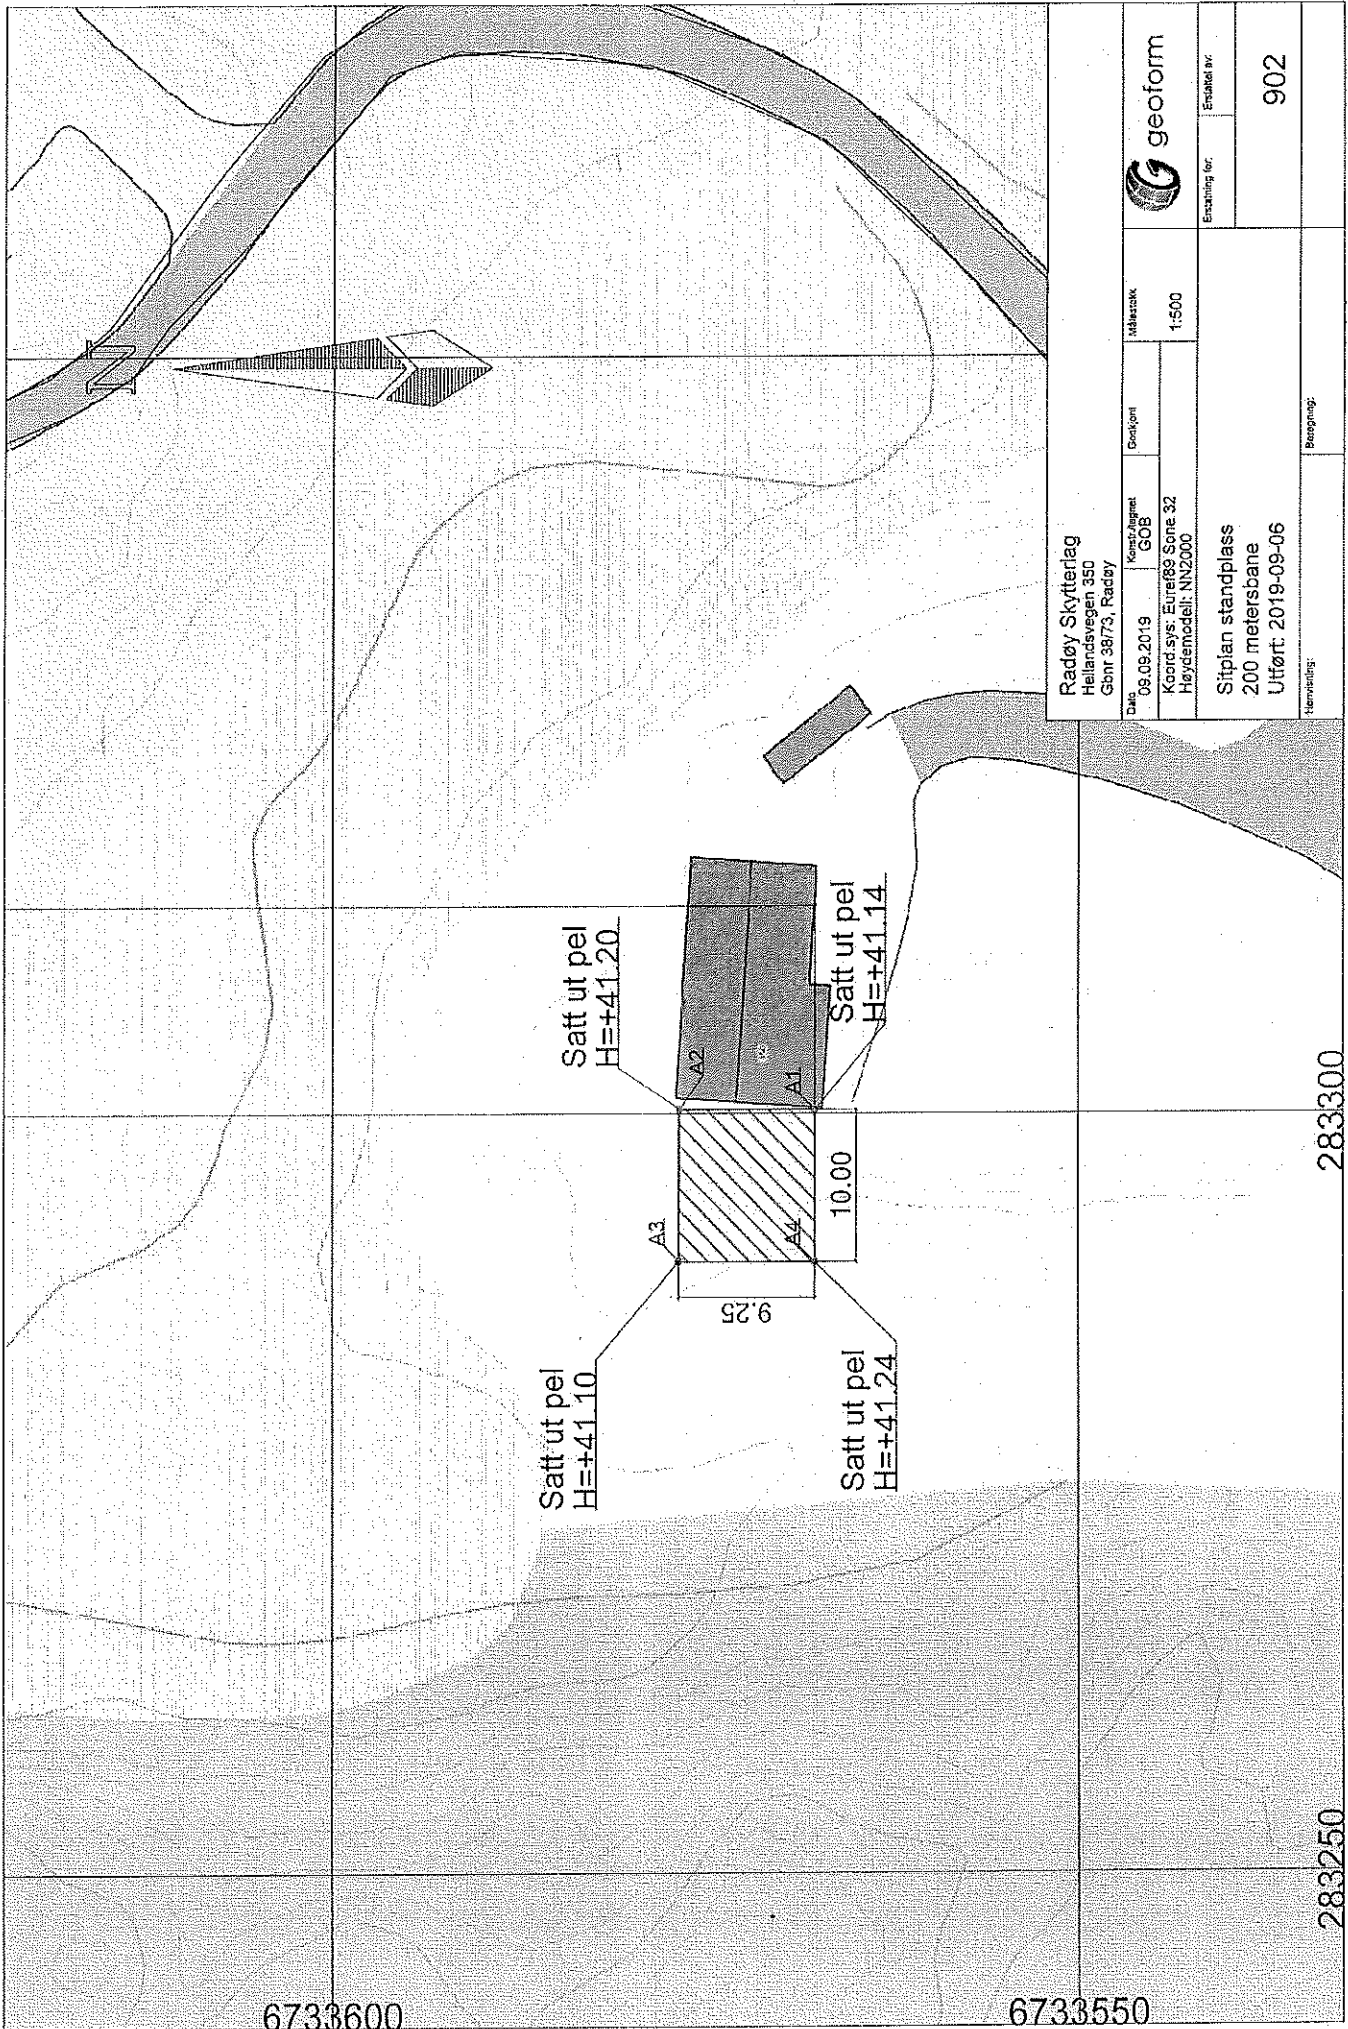 N
Satt ut pel
H=+41.20
A2
Satt ut pel
H=+41.14
A1
A3
Satt ut pel
H=+41.10
A4
Satt ut pel
H=+41.24
10.00
9.25
6733600
6733550
283300
283250
Radøy Skytterlag
Hellandsvegen 350
Gbnr 38/73, Radøy
Dato
09.09.2019
Konstr./tegnet
GOB
Godkjent
Målestokk
1:500
Koord.sys: Euref89 Sone 32
Høydemodell: NN2000
geoform
Sitplan standplass
200 metersbane
Utført: 2019-09-06
Erstatning for:
Erstattet av:
902
Henvisning:
Beregning: